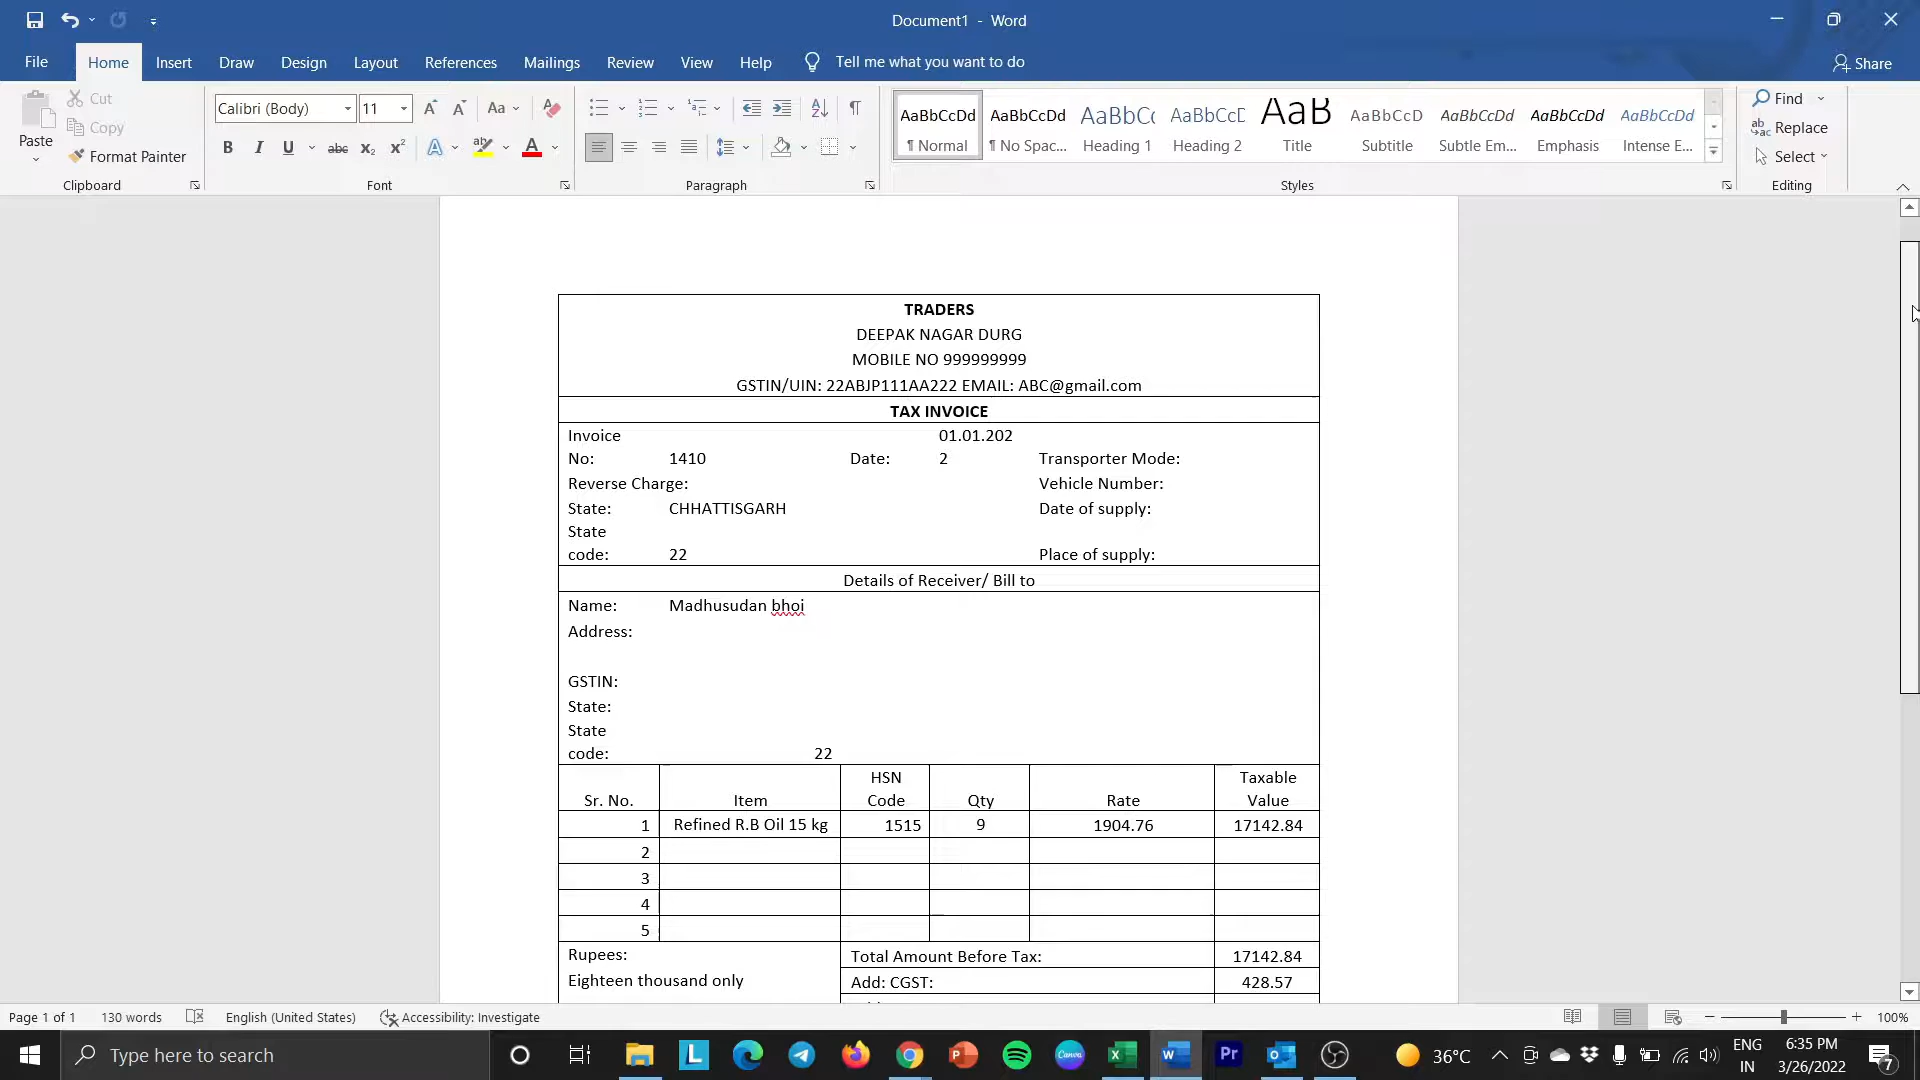 Document1 - Word
File Home Insert Draw Design Layout References Mailings Review View Help Tell me what you want to do Share
Paste Cut Copy Format Painter Clipboard
Calibri (Body) 11 Aa B I U abc x₂ x² A A Font
Paragraph
AaBbCcDd ¶ Normal
AaBbCcDd ¶ No Spac...
AaBbCc Heading 1
AaBbCcC Heading 2
AaB Title
AaBbCcD Subtitle
AaBbCcDd Subtle Em...
AaBbCcDd Emphasis
AaBbCcDd Intense E...
Styles
Find Replace Select Editing
TRADERS
DEEPAK NAGAR DURG
MOBILE NO 999999999
GSTIN/UIN: 22ABJP111AA222 EMAIL: ABC@gmail.com
TAX INVOICE
Invoice 01.01.202
No: 1410 Date: 2 Transporter Mode:
Reverse Charge: Vehicle Number:
State: CHHATTISGARH Date of supply:
State
code: 22 Place of supply:
Details of Receiver/ Bill to
Name: Madhusudan bhoi
Address:
GSTIN:
State:
State
code: 22
HSN Taxable
Sr. No. Item Code Qty Rate Value
1 Refined R.B Oil 15 kg 1515 9 1904.76 17142.84
2
3
4
5
Rupees: Total Amount Before Tax: 17142.84
Eighteen thousand only Add: CGST: 428.57
Page 1 of 1 130 words English (United States) Accessibility: Investigate 100%
Type here to search 36°C ENG IN 6:35 PM 3/26/2022 7